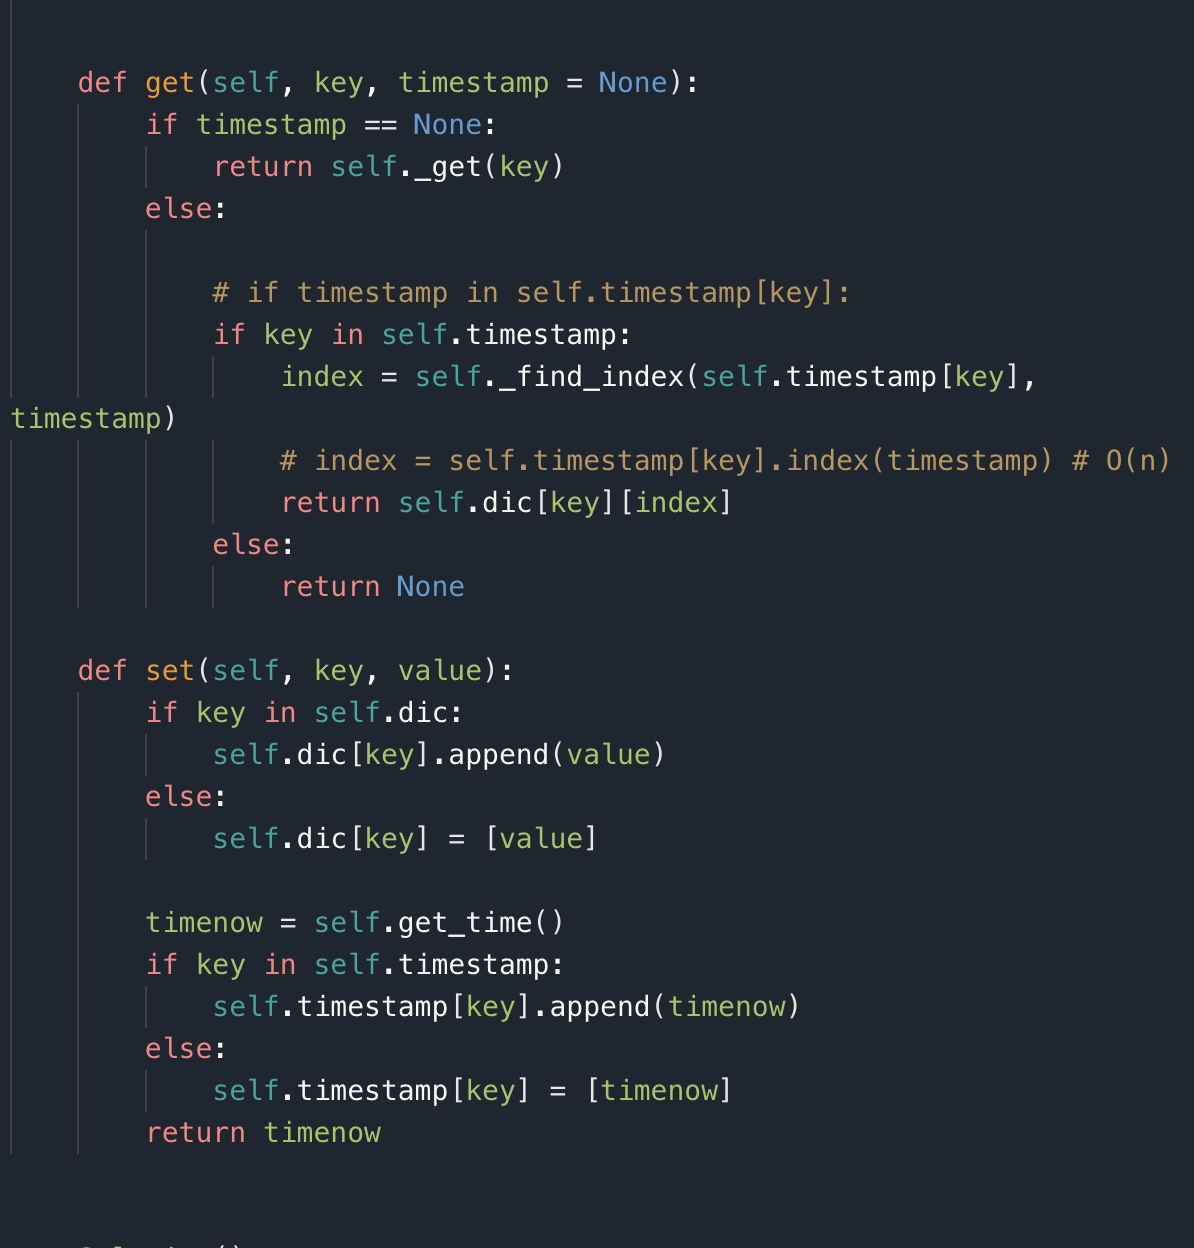 def get(self, key, timestamp = None):
if timestamp == None:
return self._get(key)
else:
# if timestamp in self.timestamp[key]:
if key in self.timestamp:
index = self._find_index(self.timestamp[key],
timestamp)
# index = self.timestamp[key].index(timestamp) # O(n)
return self.dic[key][index]
else:
return None
def set(self, key, value):
if key in self.dic:
self.dic[key].append(value)
else:
self.dic[key] = [value]
timenow = self.get_time()
if key in self.timestamp:
self.timestamp[key].append(timenow)
else:
self.timestamp[key] = [timenow]
return timenow